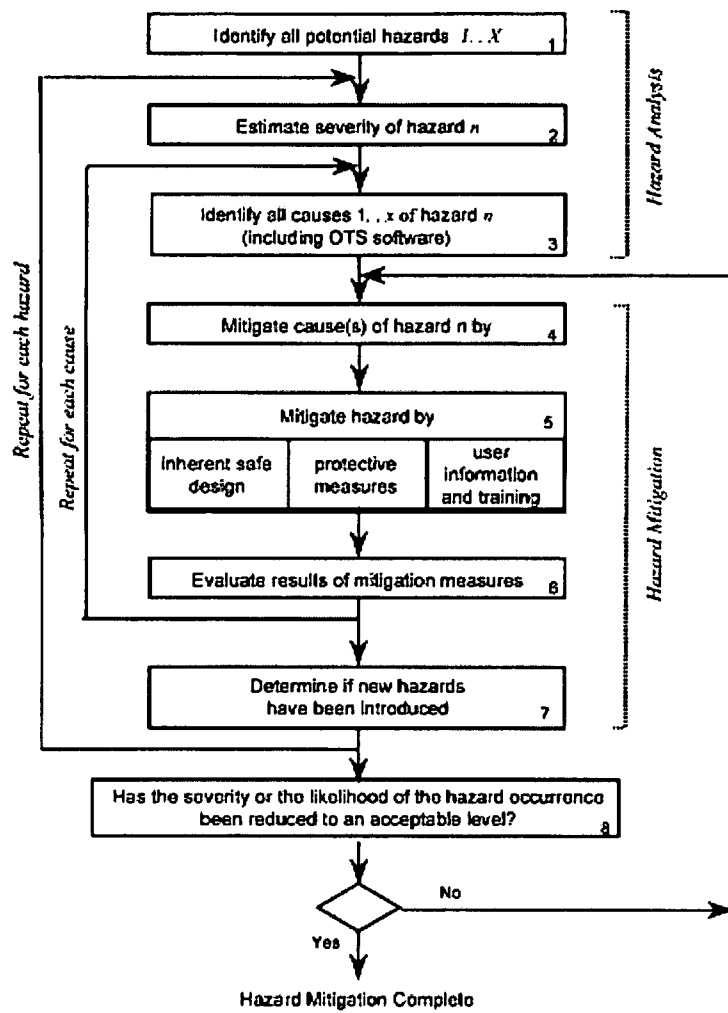 Identify all potential hazards 1. . X
1
Estimate severity of hazard n
2
Identify all causes 1. . x of hazard n
(including OTS software)
3
Hazard Analysis
Mitigate cause(s) of hazard n by
4
Mitigate hazard by
5
inherent safe
design
protective
measures
user
information
and training
Evaluate results of mitigation measures
6
Determine if new hazards
have been introduced
7
Hazard Mitigation
Repeat for each hazard
Repeat for each cause
Has the severity or the likelihood of the hazard occurrence
been reduced to an acceptable level?
8
No
Yes
Hazard Mitigation Complete